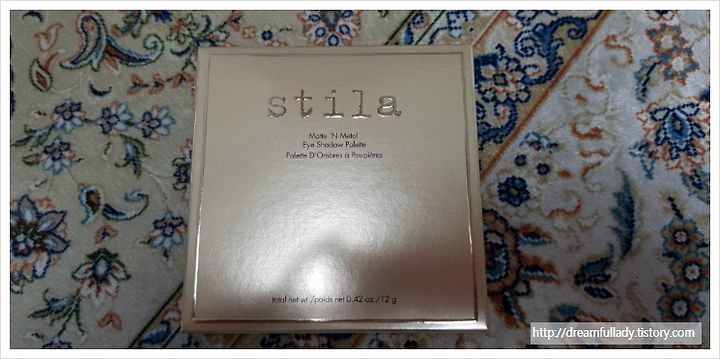 stila
Matte 'N Metal
Eye Shadow Palette
Palette D'Ombres à Paupières
total net wt./poids net 0.42 oz./12 g
http://dreamfullady.tistory.com